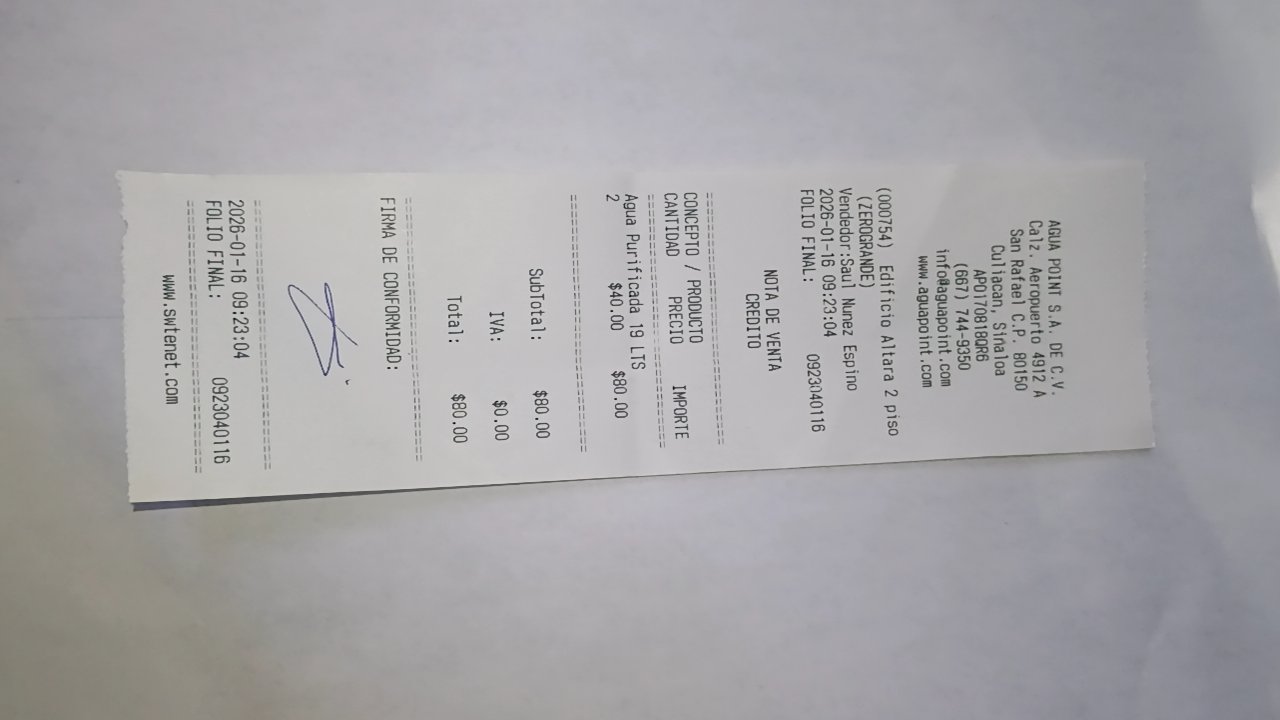 AGUA POINT S.A. DE C.V.
Calz. Aeropuerto 4912 A
San Rafael C.P. 80150
Culiacan, Sinaloa
APO170818QR6
(667) 744-9350
info@aguapoint.com
www.aguapoint.com
(000754) Edificio Altara 2 piso
(ZEROGRANDE)
Vendedor:Saul Nunez Espino
2026-01-16 09:23:04
FOLIO FINAL: 0923040116
NOTA DE VENTA
CREDITO
================================
CONCEPTO / PRODUCTO
CANTIDAD PRECIO IMPORTE
================================
Agua Purificada 19 LTS
2 $40.00 $80.00
================================
SubTotal: $80.00
IVA: $0.00
Total: $80.00
================================
FIRMA DE CONFORMIDAD:
================================
2026-01-16 09:23:04
FOLIO FINAL: 0923040116
================================
www.swtenet.com